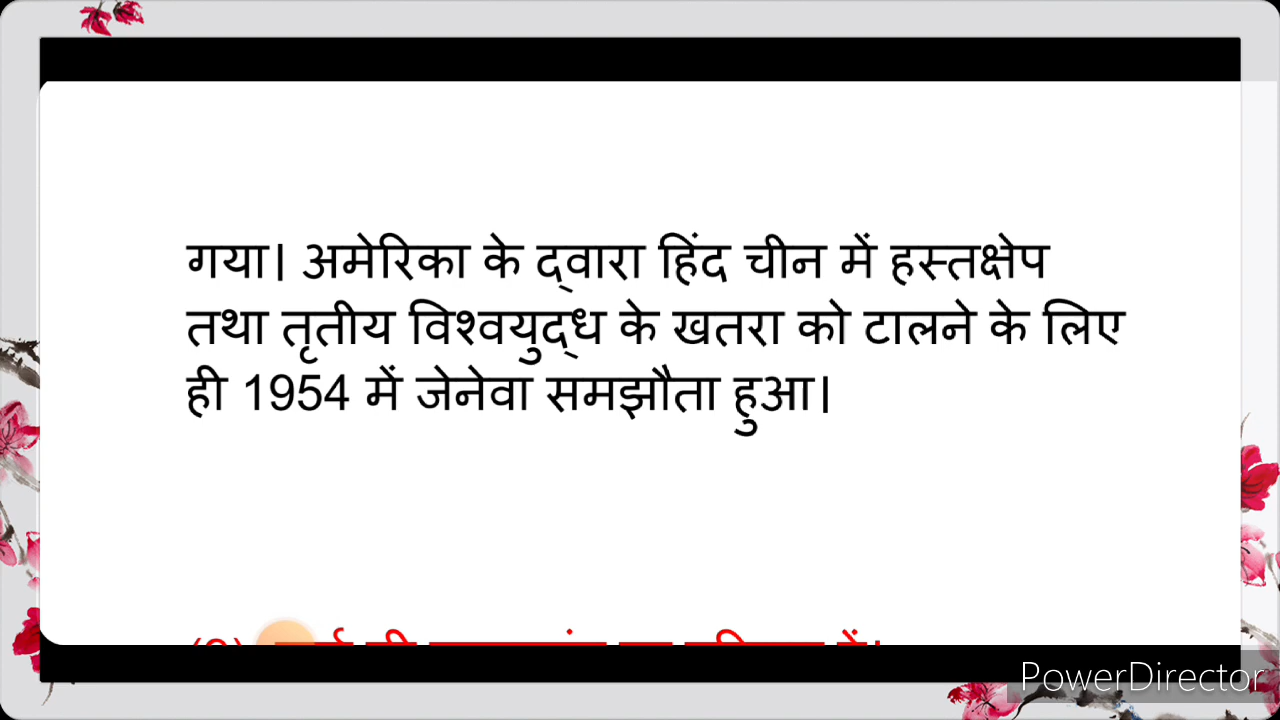 गया। अमेरिका के द्वारा हिंद चीन में हस्तक्षेप
तथा तृतीय विश्वयुद्ध के खतरा को टालने के लिए
ही 1954 में जेनेवा समझौता हुआ।
PowerDirector